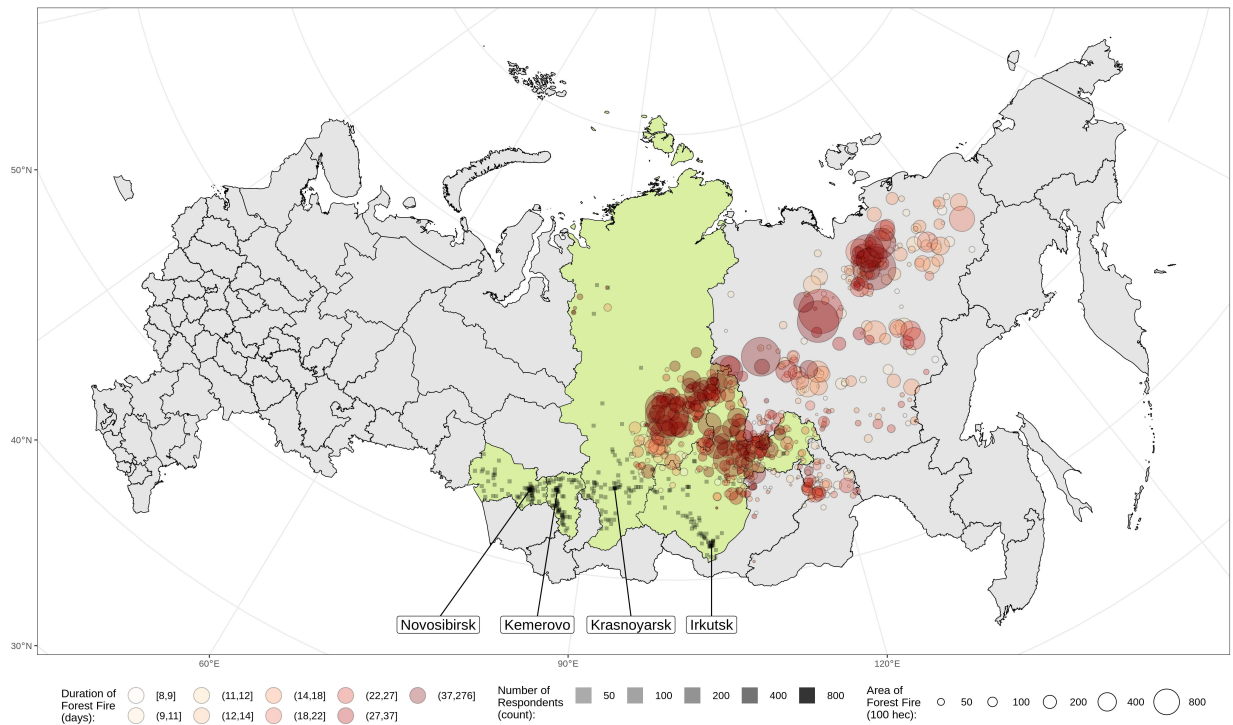 50°N
40°N
30°N
Novosibirsk
Kemerovo
Krasnoyarsk
Irkutsk
60°E
90°E
120°E
Duration of
Forest Fire
(days):
[8,9]
(9,11]
(11,12]
(12,14]
(14,18]
(18,22]
(22,27]
(27,37]
(37,276]
Number of
Respondents
(count):
50
100
200
400
800
Area of
Forest Fire
(100 hec):
50
100
200
400
800